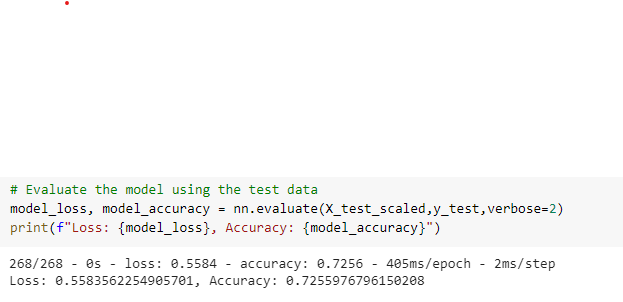 # Evaluate the model using the test data
model_loss, model_accuracy = nn.evaluate(X_test_scaled,y_test,verbose=2)
print(f"Loss: {model_loss}, Accuracy: {model_accuracy}")
268/268 - 0s - loss: 0.5584 - accuracy: 0.7256 - 405ms/epoch - 2ms/step
Loss: 0.5583562254905701, Accuracy: 0.7255976796150208